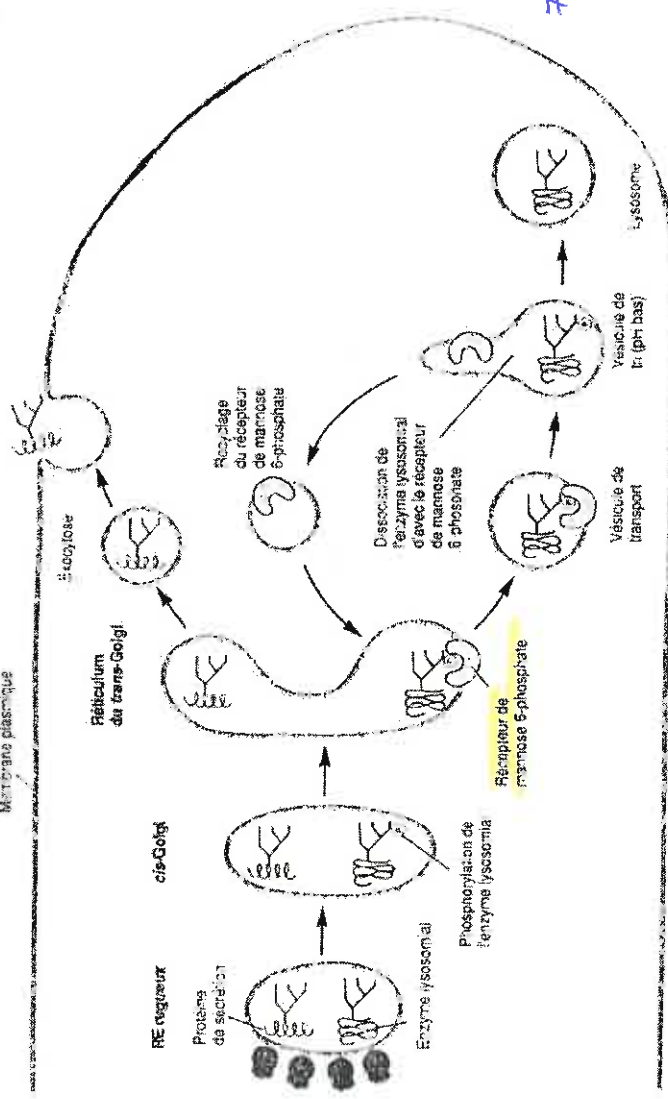 Membrane plasmique
RE rugueux
Protéine
de sécrétion
Enzyme lysosomial
cis-Golgi
Phosphorylation de
l'enzyme lysosomial
Réticulum
du trans-Golgi
Récepteur de
mannose 6-phosphate
Exocytose
Recyclage
du récepteur
de mannose
6-phosphate
Dissociation de
l'enzyme lysosomial
d'avec le récepteur
de mannose
6 phosphate
Vésicule de
transport
Vésicule de
tri (pH bas)
Lysosome
7